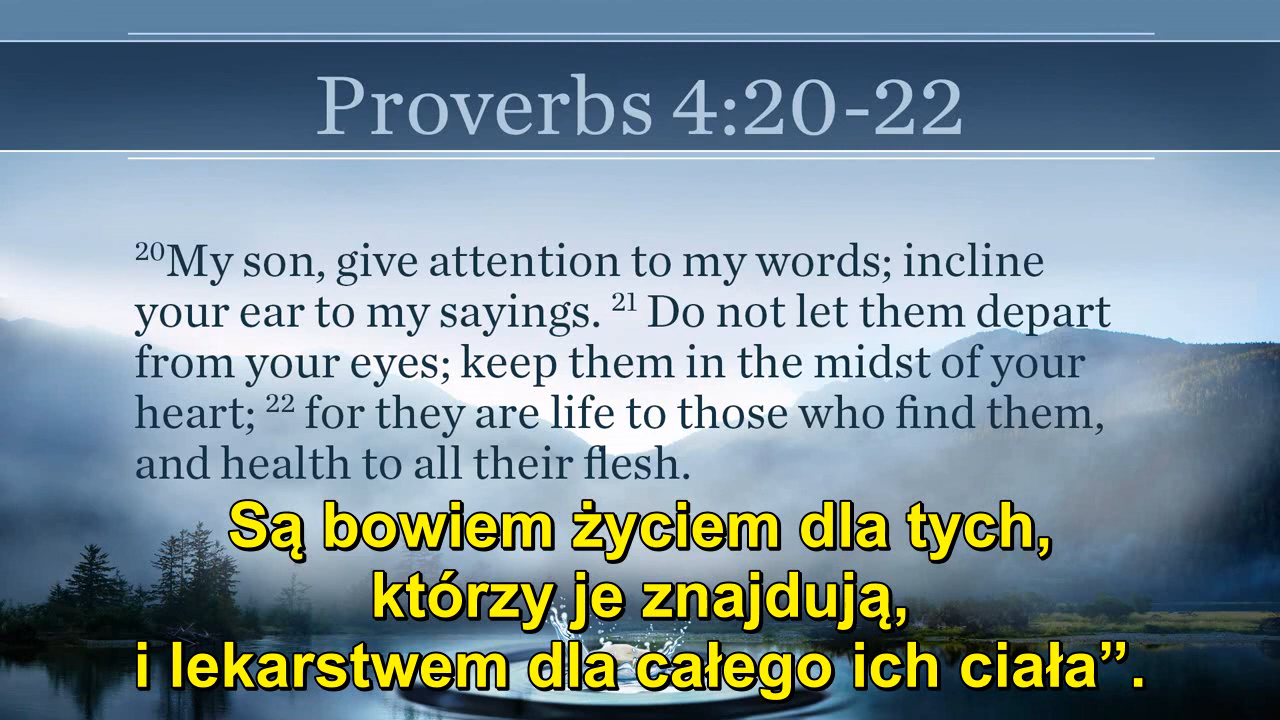 Proverbs 4:20-22
²⁰My son, give attention to my words; incline
your ear to my sayings. ²¹ Do not let them depart
from your eyes; keep them in the midst of your
heart; ²² for they are life to those who find them,
and health to all their flesh.
Są bowiem życiem dla tych,
którzy je znajdują,
i lekarstwem dla całego ich ciała”.